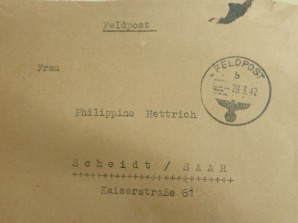 Feldpost
Frau
Philippine Hettrich
Scheidt / SAAR
++++++++++++++++++++++
Kaiserstraße 61
FELDPOST
b
28.3.42